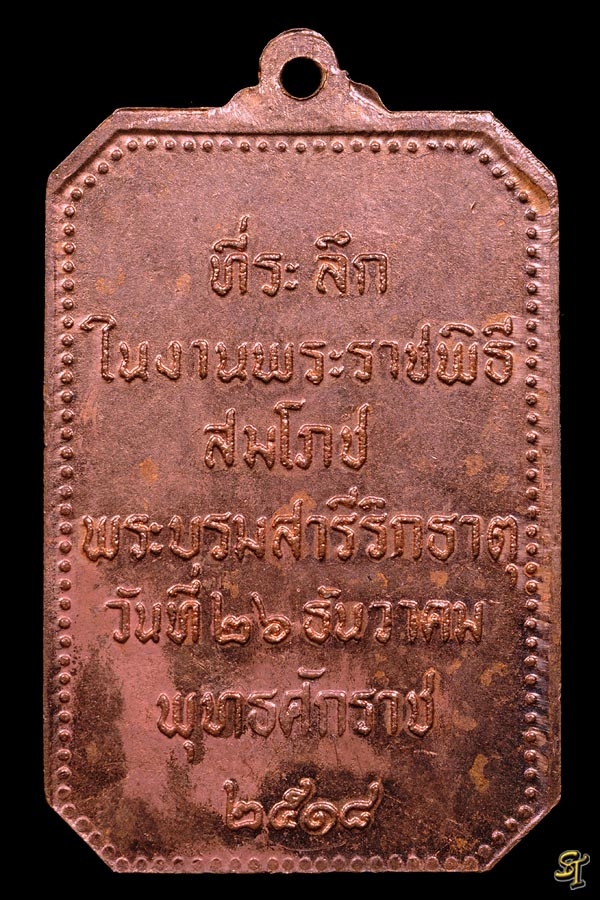 ที่ระลึก
ในงานพระราชพิธี
สมโภช
พระบรมสารีริกธาตุ
วันที่ ๒๖ ธันวาคม
พุทธศักราช
๒๕๑๘
ST